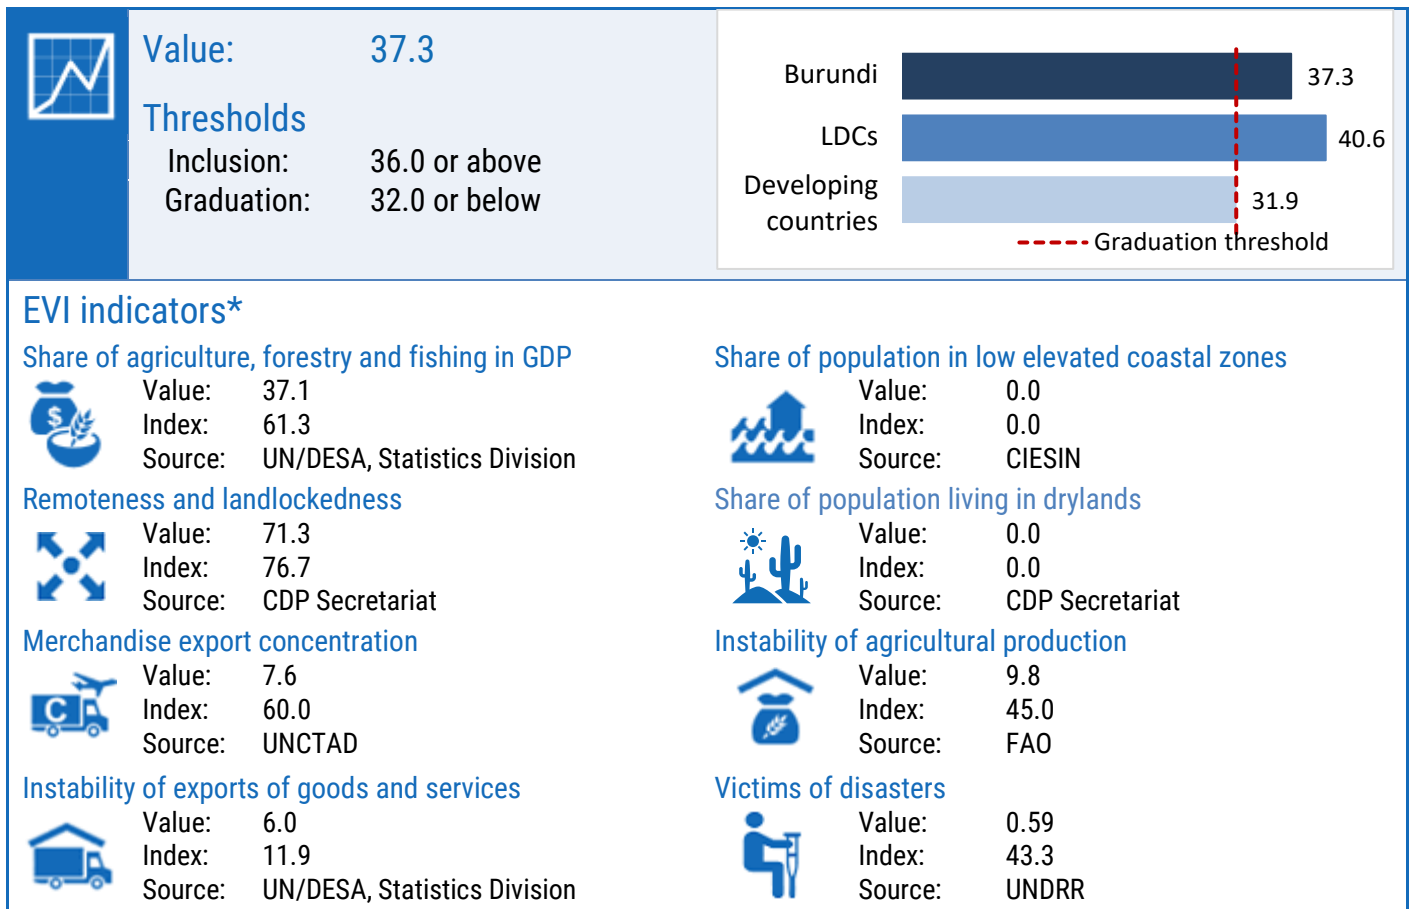 Value: 37.3
Thresholds
Inclusion: 36.0 or above
Graduation: 32.0 or below
Burundi 37.3
LDCs 40.6
Developing
countries 31.9
Graduation threshold
EVI indicators*
Share of agriculture, forestry and fishing in GDP
$
Value: 37.1
Index: 61.3
Source: UN/DESA, Statistics Division
Share of population in low elevated coastal zones
Value: 0.0
Index: 0.0
Source: CIESIN
Remoteness and landlockedness
Value: 71.3
Index: 76.7
Source: CDP Secretariat
Share of population living in drylands
Value: 0.0
Index: 0.0
Source: CDP Secretariat
Merchandise export concentration
C
Value: 7.6
Index: 60.0
Source: UNCTAD
Instability of agricultural production
Value: 9.8
Index: 45.0
Source: FAO
Instability of exports of goods and services
Value: 6.0
Index: 11.9
Source: UN/DESA, Statistics Division
Victims of disasters
Value: 0.59
Index: 43.3
Source: UNDRR